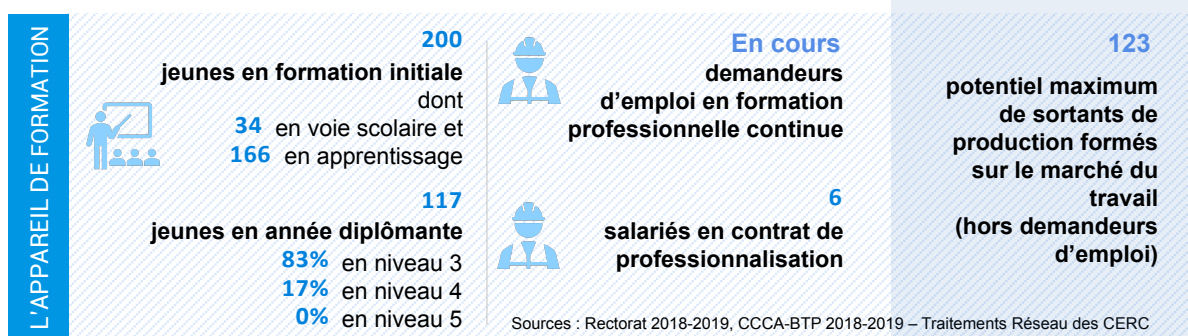 L'APPAREIL DE FORMATION
200
jeunes en formation initiale
dont
34 en voie scolaire et
166 en apprentissage
117
jeunes en année diplômante
83% en niveau 3
17% en niveau 4
0% en niveau 5
En cours
demandeurs
d'emploi en formation
professionnelle continue
6
salariés en contrat de
professionnalisation
123
potentiel maximum
de sortants de
production formés
sur le marché du
travail
(hors demandeurs
d'emploi)
Sources : Rectorat 2018-2019, CCCA-BTP 2018-2019 – Traitements Réseau des CERC